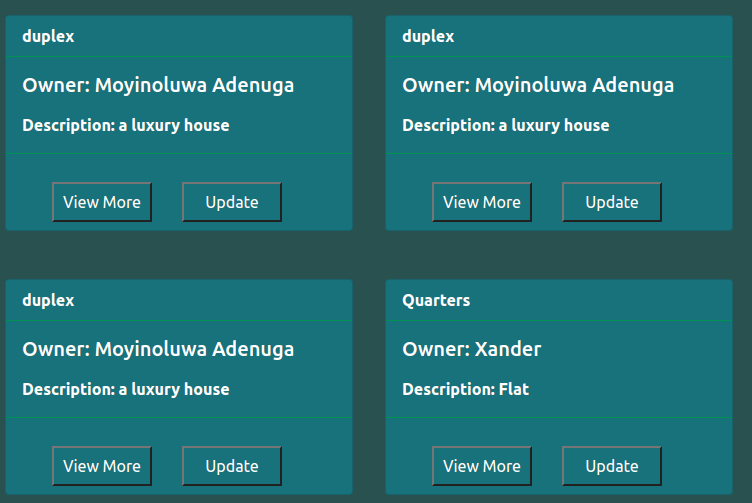 duplex
Owner: Moyinoluwa Adenuga
Description: a luxury house
View More Update
duplex
Owner: Moyinoluwa Adenuga
Description: a luxury house
View More Update
duplex
Owner: Moyinoluwa Adenuga
Description: a luxury house
View More Update
Quarters
Owner: Xander
Description: Flat
View More Update